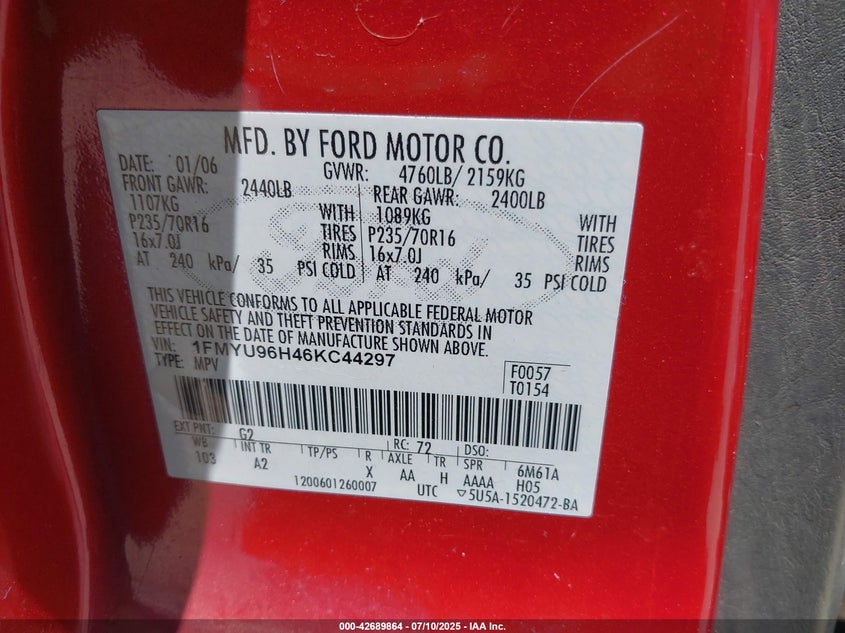 MFD. BY FORD MOTOR CO.
DATE: 01/06 GVWR: 4760LB/ 2159KG
FRONT GAWR: 2440LB REAR GAWR: 2400LB
1107KG WITH 1089KG WITH
P235/70R16 TIRES P235/70R16 TIRES
16x7.0J RIMS 16x7.0J RIMS
AT 240 kPa/ 35 PSI COLD AT 240 kPa/ 35 PSI COLD
Ford
THIS VEHICLE CONFORMS TO ALL APPLICABLE FEDERAL MOTOR
VEHICLE SAFETY AND THEFT PREVENTION STANDARDS IN
EFFECT ON THE DATE OF MANUFACTURE SHOWN ABOVE.
VIN: 1FMYU96H46KC44297 F0057
TYPE: MPV T0154
EXT PNT: G2 RC: 72 DSO:
WB INT TR TP/PS R AXLE TR SPR 6M61A
103 A2 X AA H AAAA H05
1200601260007 UTC ▽5U5A-1520472-BA
000-42689864 - 07/10/2025 - IAA Inc.